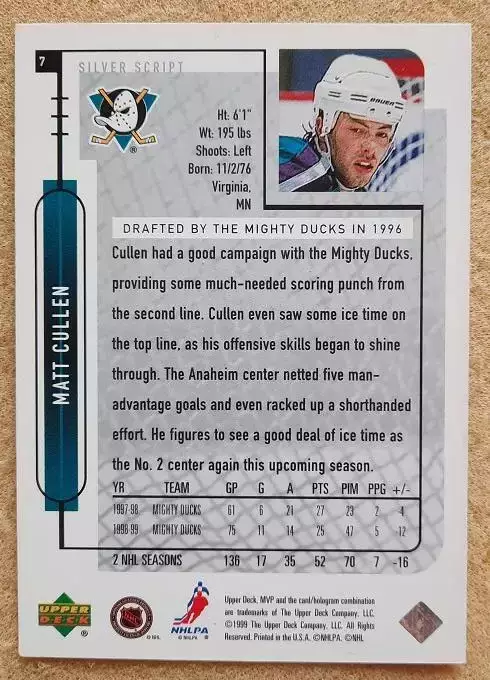 7
SILVER SCRIPT
Ht: 6'1"
Wt: 195 lbs
Shoots: Left
Born: 11/2/76
Virginia,
MN
BAUER
MATT CULLEN
DRAFTED BY THE MIGHTY DUCKS IN 1996
Cullen had a good campaign with the Mighty Ducks,
providing some much-needed scoring punch from
the second line. Cullen even saw some ice time on
the top line, as his offensive skills began to shine
through. The Anaheim center netted five man-
advantage goals and even racked up a shorthanded
effort. He figures to see a good deal of ice time as
the No. 2 center again this upcoming season.
YR TEAM GP G A PTS PIM PPG +/-
1997-98 MIGHTY DUCKS 61 6 21 27 23 2 -4
1998-99 MIGHTY DUCKS 75 11 14 25 47 5 -12
2 NHL SEASONS 136 17 35 52 70 7 -16
UPPER
DECK
®
NHL
© NHL
NHLPA
© NHLPA
Upper Deck, MVP and the card/hologram combination
are trademarks of The Upper Deck Company, LLC.
©1999 The Upper Deck Company, LLC. All Rights
Reserved. Printed in the U.S.A. ©NHLPA. ©NHL